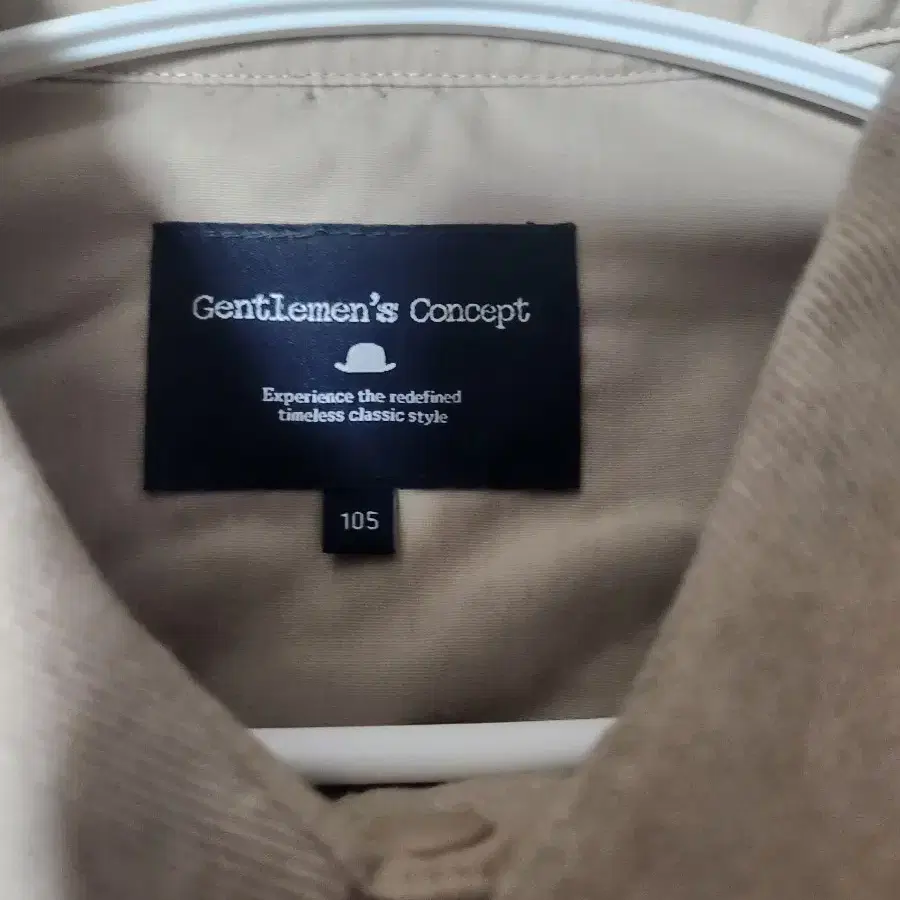 Gentlemen's Concept
Experience the redefined
timeless classic style
105